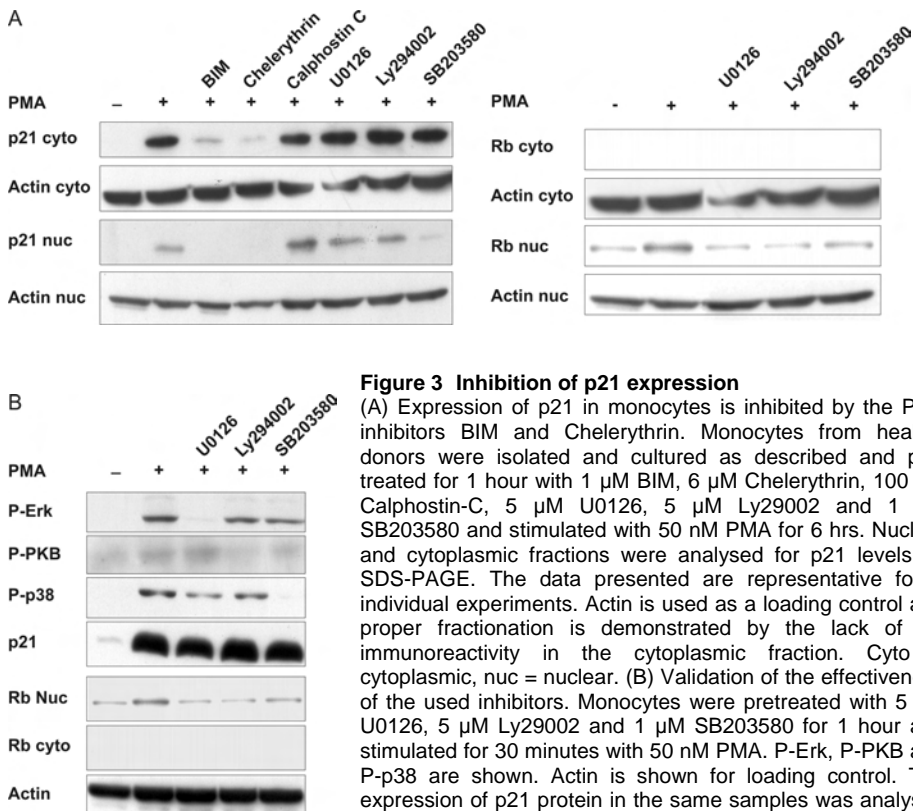 A
BIM
Chelerythrin
Calphostin C
U0126
Ly294002
SB203580
PMA – + + + + + + +
p21 cyto
Actin cyto
p21 nuc
Actin nuc
U0126
Ly294002
SB203580
PMA - + + + +
Rb cyto
Actin cyto
Rb nuc
Actin nuc
B
U0126
Ly294002
SB203580
PMA – + + + +
P-Erk
P-PKB
P-p38
p21
Rb Nuc
Rb cyto
Actin
Figure 3 Inhibition of p21 expression
(A) Expression of p21 in monocytes is inhibited by the P
inhibitors BIM and Chelerythrin. Monocytes from hea
donors were isolated and cultured as described and p
treated for 1 hour with 1 µM BIM, 6 µM Chelerythrin, 100
Calphostin-C, 5 µM U0126, 5 µM Ly29002 and 1
SB203580 and stimulated with 50 nM PMA for 6 hrs. Nucl
and cytoplasmic fractions were analysed for p21 levels
SDS-PAGE. The data presented are representative fo
individual experiments. Actin is used as a loading control a
proper fractionation is demonstrated by the lack of
immunoreactivity in the cytoplasmic fraction. Cyto
cytoplasmic, nuc = nuclear. (B) Validation of the effectivene
of the used inhibitors. Monocytes were pretreated with 5
U0126, 5 µM Ly29002 and 1 µM SB203580 for 1 hour a
stimulated for 30 minutes with 50 nM PMA. P-Erk, P-PKB a
P-p38 are shown. Actin is shown for loading control. T
expression of p21 protein in the same samples was analys